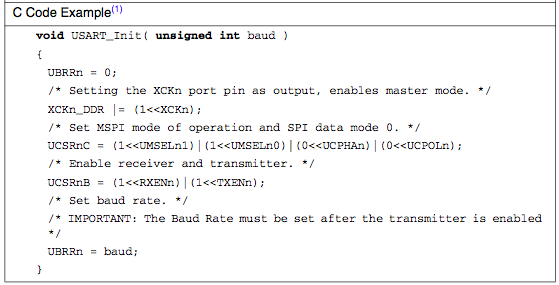 C Code Example(1)
void USART_Init( unsigned int baud )
{
UBRRn = 0;
/* Setting the XCKn port pin as output, enables master mode. */
XCKn_DDR |= (1<<XCKn);
/* Set MSPI mode of operation and SPI data mode 0. */
UCSRnC = (1<<UMSELn1)|(1<<UMSELn0)|(0<<UCPHAn)|(0<<UCPOLn);
/* Enable receiver and transmitter. */
UCSRnB = (1<<RXENn)|(1<<TXENn);
/* Set baud rate. */
/* IMPORTANT: The Baud Rate must be set after the transmitter is enabled
*/
UBRRn = baud;
}